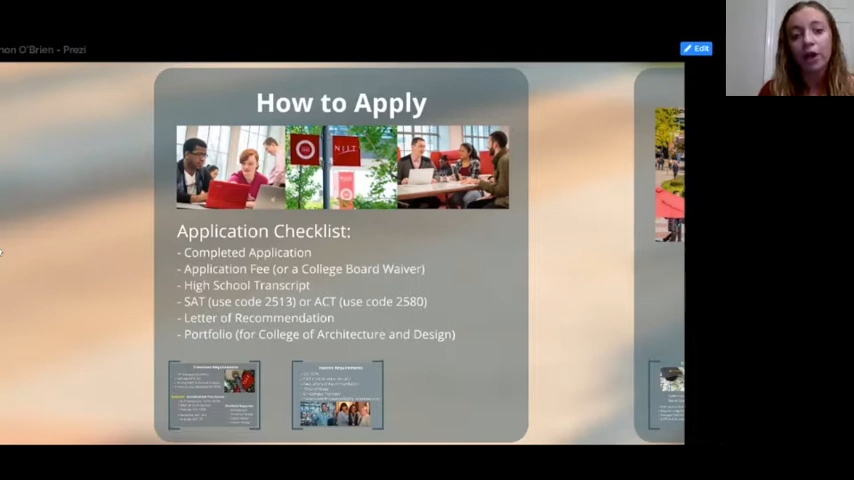 non O'Brien - Prezi
Edit
How to Apply
NJIT
Application Checklist:
- Completed Application
- Application Fee (or a College Board Waiver)
- High School Transcript
- SAT (use code 2513) or ACT (use code 2580)
- Letter of Recommendation
- Portfolio (for College of Architecture and Design)